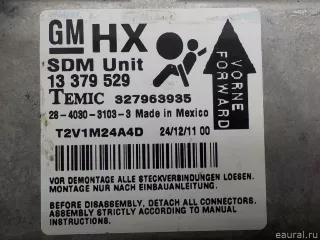 GM HX
SDM Unit
13 379 529
TEMIC 327963935
28-4030-3103-3 Made in Mexico
T2V1M24A4D 24/12/11 00
VORNE
FORWARD
VOR DEMONTAGE ALLE STECKVERBINDUNGEN LOESEN.
MONTAGE NUR NACH EINBAUANLEITUNG.
BEFORE DISASSEMBLY, DETACH ALL CONNECTORS.
ASSEMBLY STRICTLY ACCORDING TO MANUAL
INSTRUCTIONS.
eaural.ru